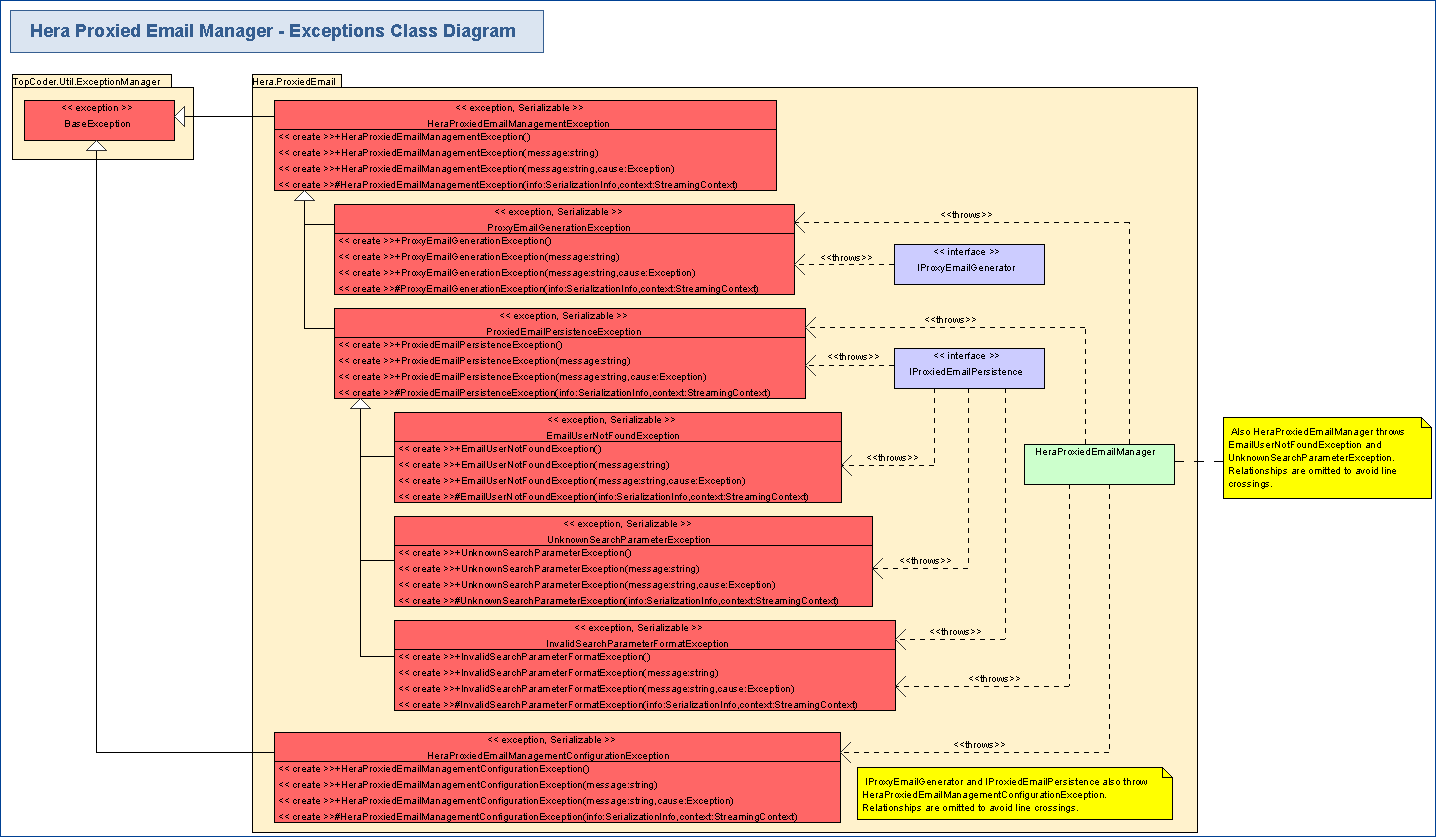 Hera Proxied Email Manager - Exceptions Class Diagram
TopCoder.Util.ExceptionManager
<< exception >>
BaseException
Hera.ProxiedEmail
<< exception, Serializable >>
HeraProxiedEmailManagementException
<< create >>+HeraProxiedEmailManagementException()
<< create >>+HeraProxiedEmailManagementException(message:string)
<< create >>+HeraProxiedEmailManagementException(message:string,cause:Exception)
<< create >>#HeraProxiedEmailManagementException(info:SerializationInfo,context:StreamingContext)
<< exception, Serializable >>
ProxyEmailGenerationException
<< create >>+ProxyEmailGenerationException()
<< create >>+ProxyEmailGenerationException(message:string)
<< create >>+ProxyEmailGenerationException(message:string,cause:Exception)
<< create >>#ProxyEmailGenerationException(info:SerializationInfo,context:StreamingContext)
<<throws>>
<<throws>>
<< interface >>
IProxyEmailGenerator
<< exception, Serializable >>
ProxiedEmailPersistenceException
<< create >>+ProxiedEmailPersistenceException()
<< create >>+ProxiedEmailPersistenceException(message:string)
<< create >>+ProxiedEmailPersistenceException(message:string,cause:Exception)
<< create >>#ProxiedEmailPersistenceException(info:SerializationInfo,context:StreamingContext)
<<throws>>
<<throws>>
<< interface >>
IProxiedEmailPersistence
<< exception, Serializable >>
EmailUserNotFoundException
<< create >>+EmailUserNotFoundException()
<< create >>+EmailUserNotFoundException(message:string)
<< create >>+EmailUserNotFoundException(message:string,cause:Exception)
<< create >>#EmailUserNotFoundException(info:SerializationInfo,context:StreamingContext)
<<throws>>
HeraProxiedEmailManager
Also HeraProxiedEmailManager throws
EmailUserNotFoundException and
UnknownSearchParameterException.
Relationships are omitted to avoid line
crossings.
<< exception, Serializable >>
UnknownSearchParameterException
<< create >>+UnknownSearchParameterException()
<< create >>+UnknownSearchParameterException(message:string)
<< create >>+UnknownSearchParameterException(message:string,cause:Exception)
<< create >>#UnknownSearchParameterException(info:SerializationInfo,context:StreamingContext)
<<throws>>
<< exception, Serializable >>
InvalidSearchParameterFormatException
<< create >>+InvalidSearchParameterFormatException()
<< create >>+InvalidSearchParameterFormatException(message:string)
<< create >>+InvalidSearchParameterFormatException(message:string,cause:Exception)
<< create >>#InvalidSearchParameterFormatException(info:SerializationInfo,context:StreamingContext)
<<throws>>
<<throws>>
<< exception, Serializable >>
HeraProxiedEmailManagementConfigurationException
<< create >>+HeraProxiedEmailManagementConfigurationException()
<< create >>+HeraProxiedEmailManagementConfigurationException(message:string)
<< create >>+HeraProxiedEmailManagementConfigurationException(message:string,cause:Exception)
<< create >>#HeraProxiedEmailManagementConfigurationException(info:SerializationInfo,context:StreamingContext)
<<throws>>
IProxyEmailGenerator and IProxiedEmailPersistence also throw
HeraProxiedEmailManagementConfigurationException.
Relationships are omitted to avoid line crossings.